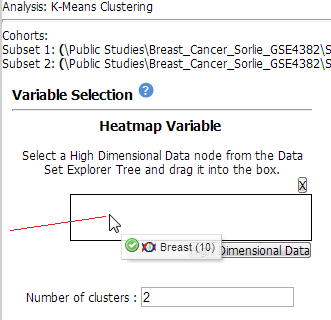 Analysis: K-Means Clustering
Cohorts:
Subset 1: (\Public Studies\Breast_Cancer_Sorlie_GSE4382\S
Subset 2: (\Public Studies\Breast_Cancer_Sorlie_GSE4382\S
Variable Selection ?
Heatmap Variable
Select a High Dimensional Data node from the Data
Set Explorer Tree and drag it into the box.
X
Breast (10)
Dimensional Data
Number of clusters : 2